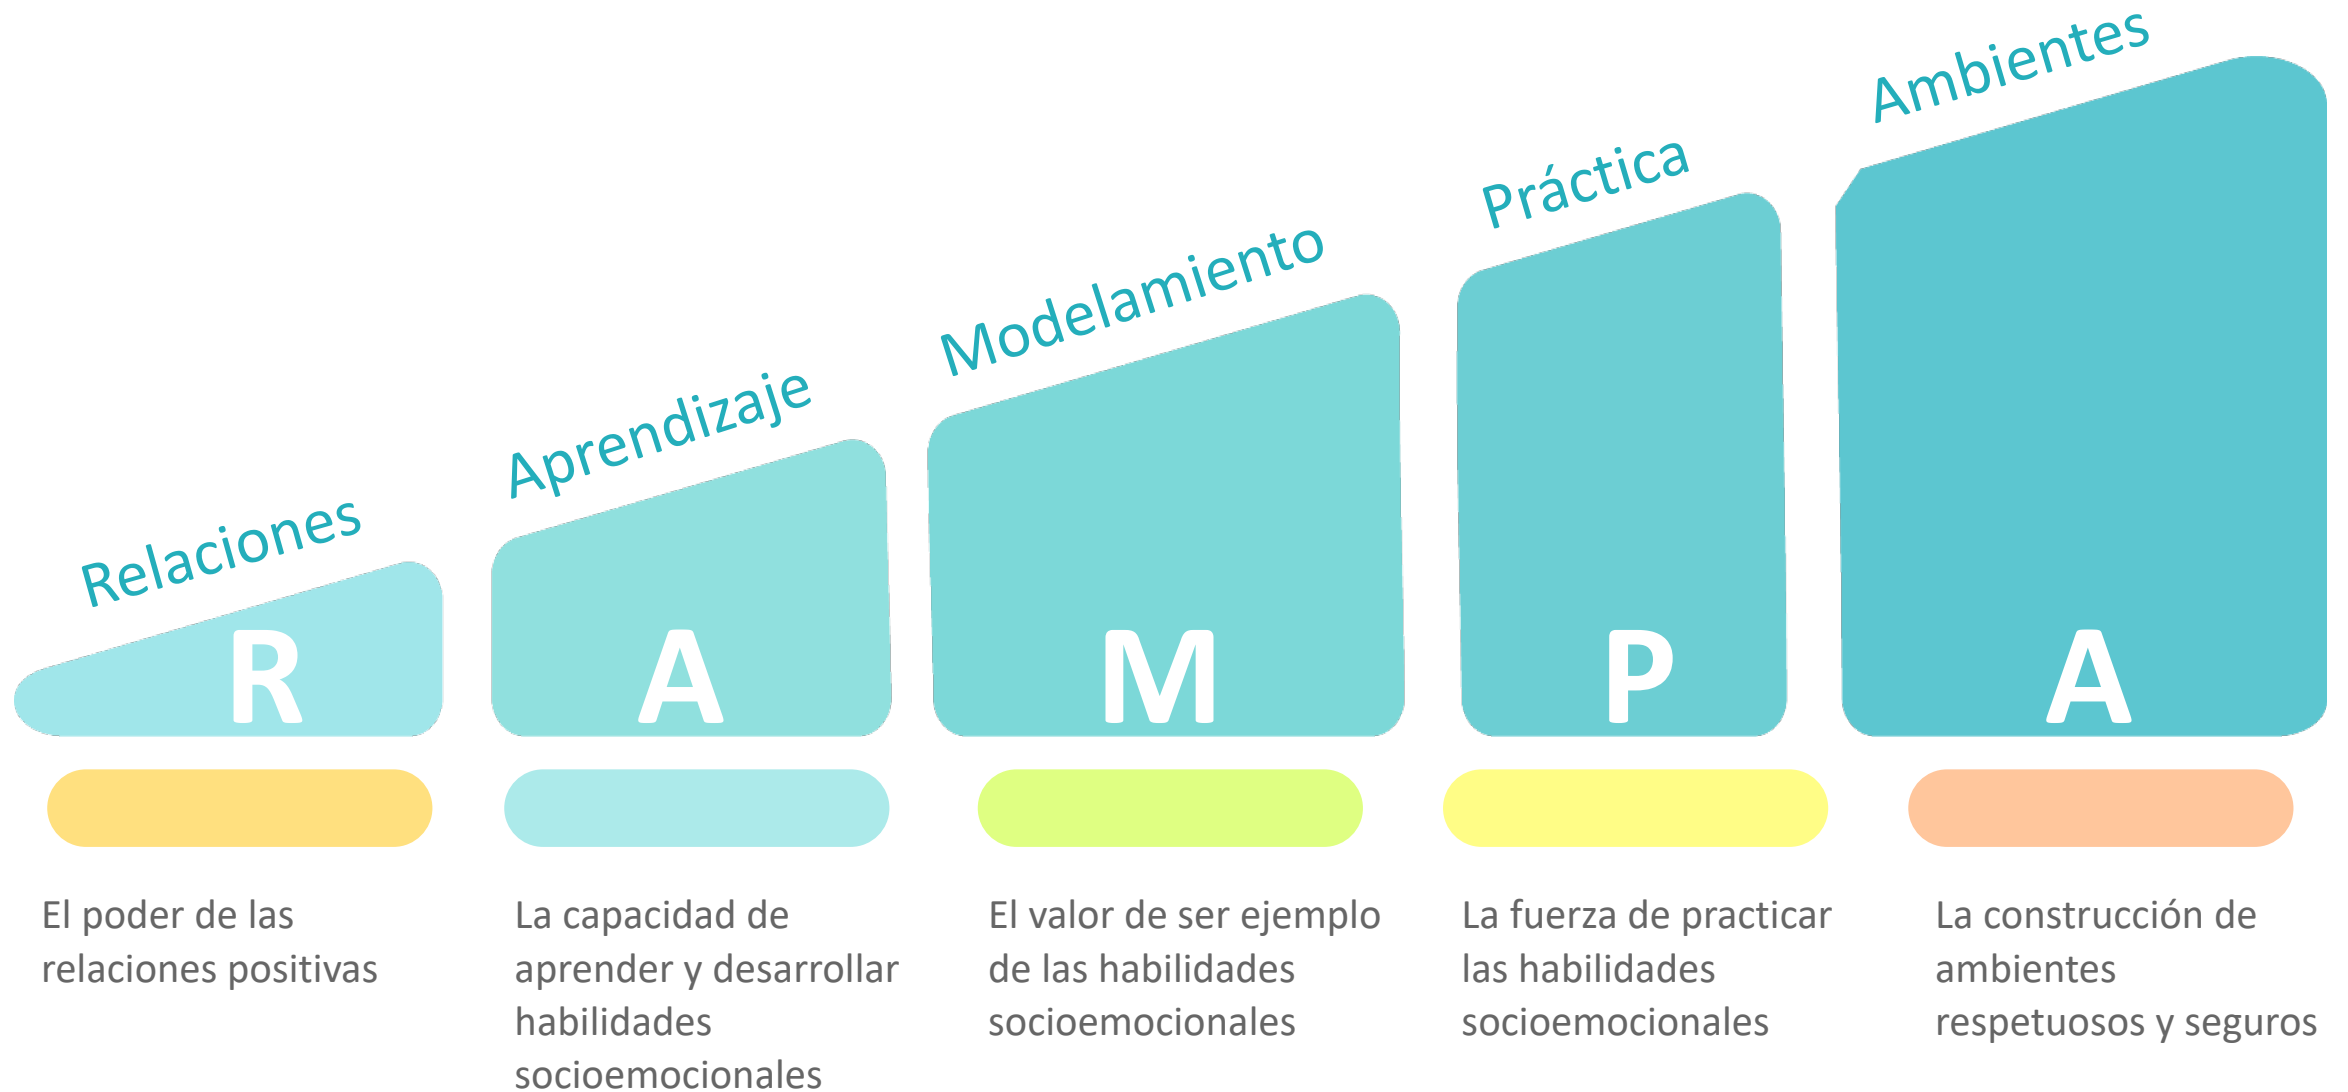 Relaciones
Aprendizaje
Modelamiento
Práctica
Ambientes
R
A
M
P
A
El poder de las
relaciones positivas
La capacidad de
aprender y desarrollar
habilidades
socioemocionales
El valor de ser ejemplo
de las habilidades
socioemocionales
La fuerza de practicar
las habilidades
socioemocionales
La construcción de
ambientes
respetuosos y seguros